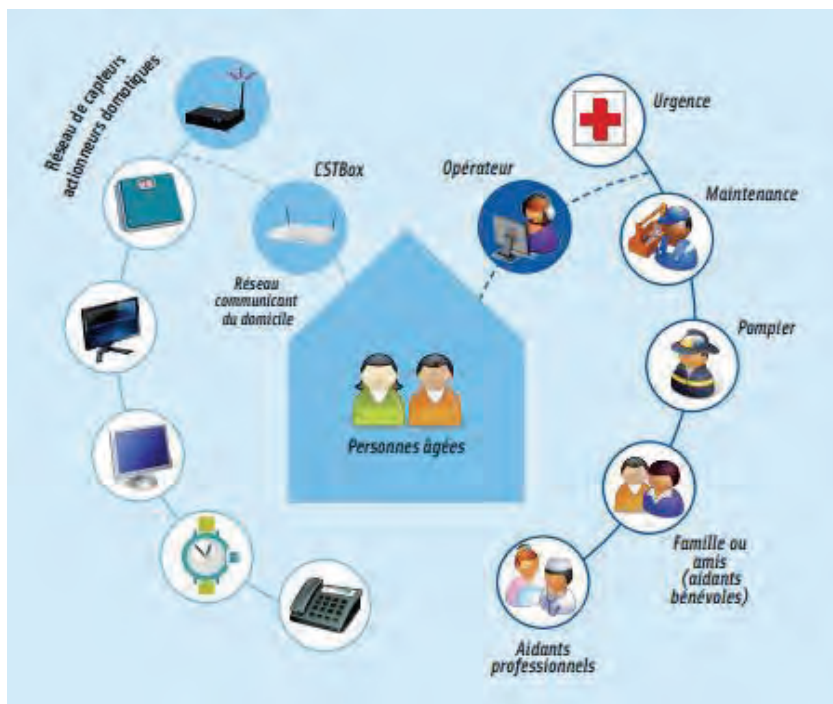 Réseau de capteurs
actionneurs domotiques
CSTBox
Réseau
communicant
du domicile
Personnes âgées
Opérateur
Urgence
Maintenance
Pompier
Famille ou
amis
(aidants
bénévoles)
Aidants
professionnels